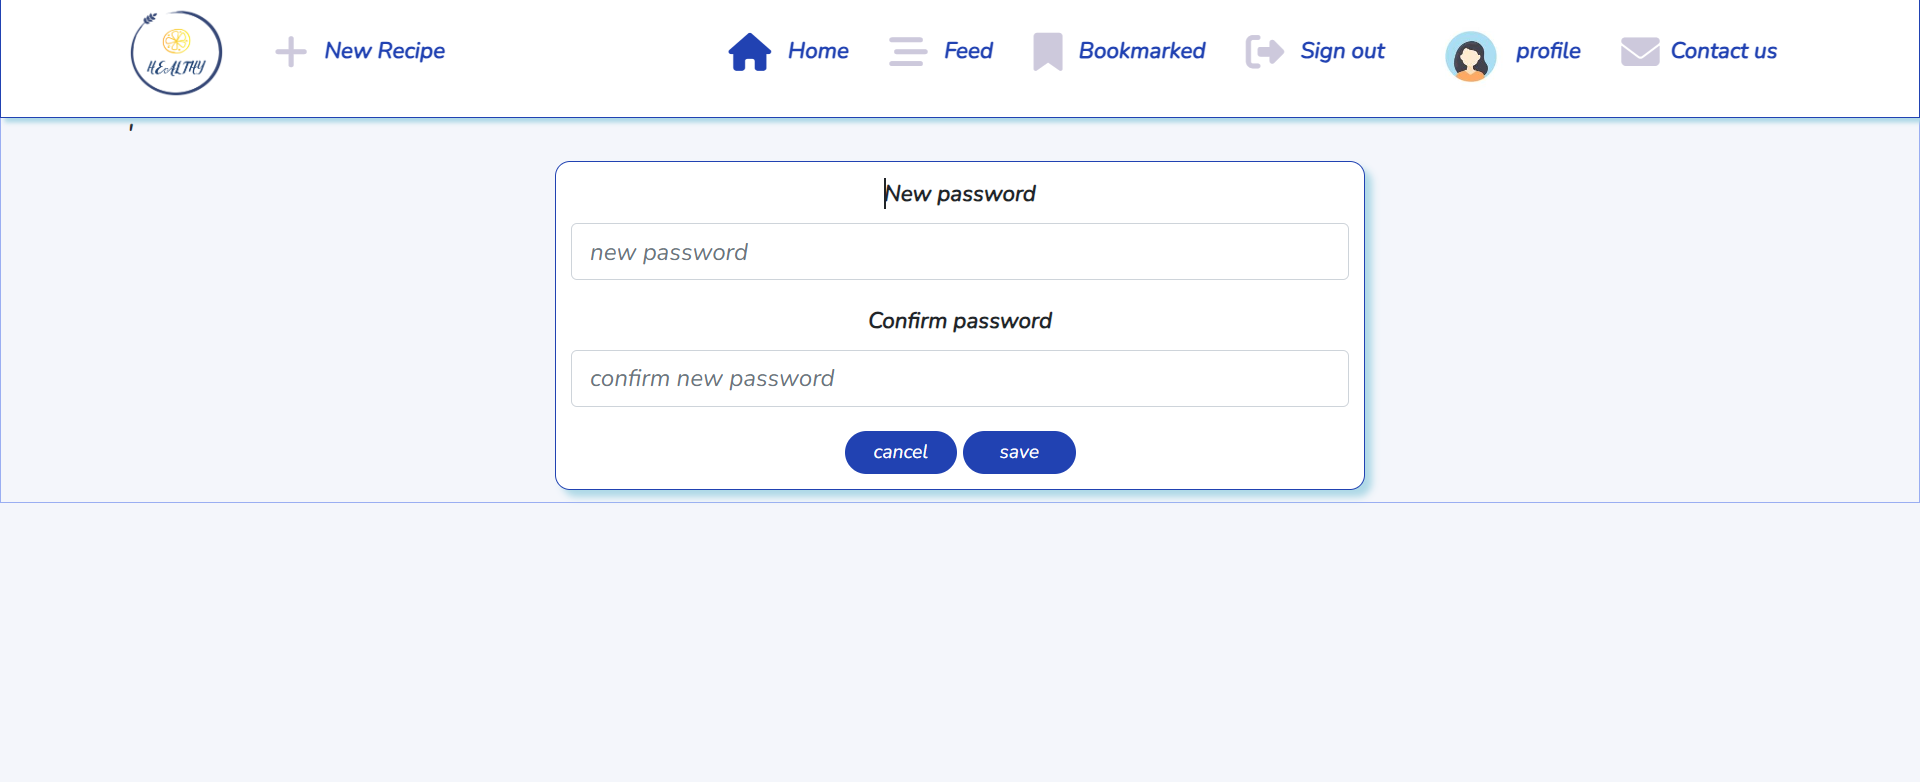 HEALTHY
New Recipe
Home
Feed
Bookmarked
Sign out
profile
Contact us
'
New password
new password
Confirm password
confirm new password
cancel
save